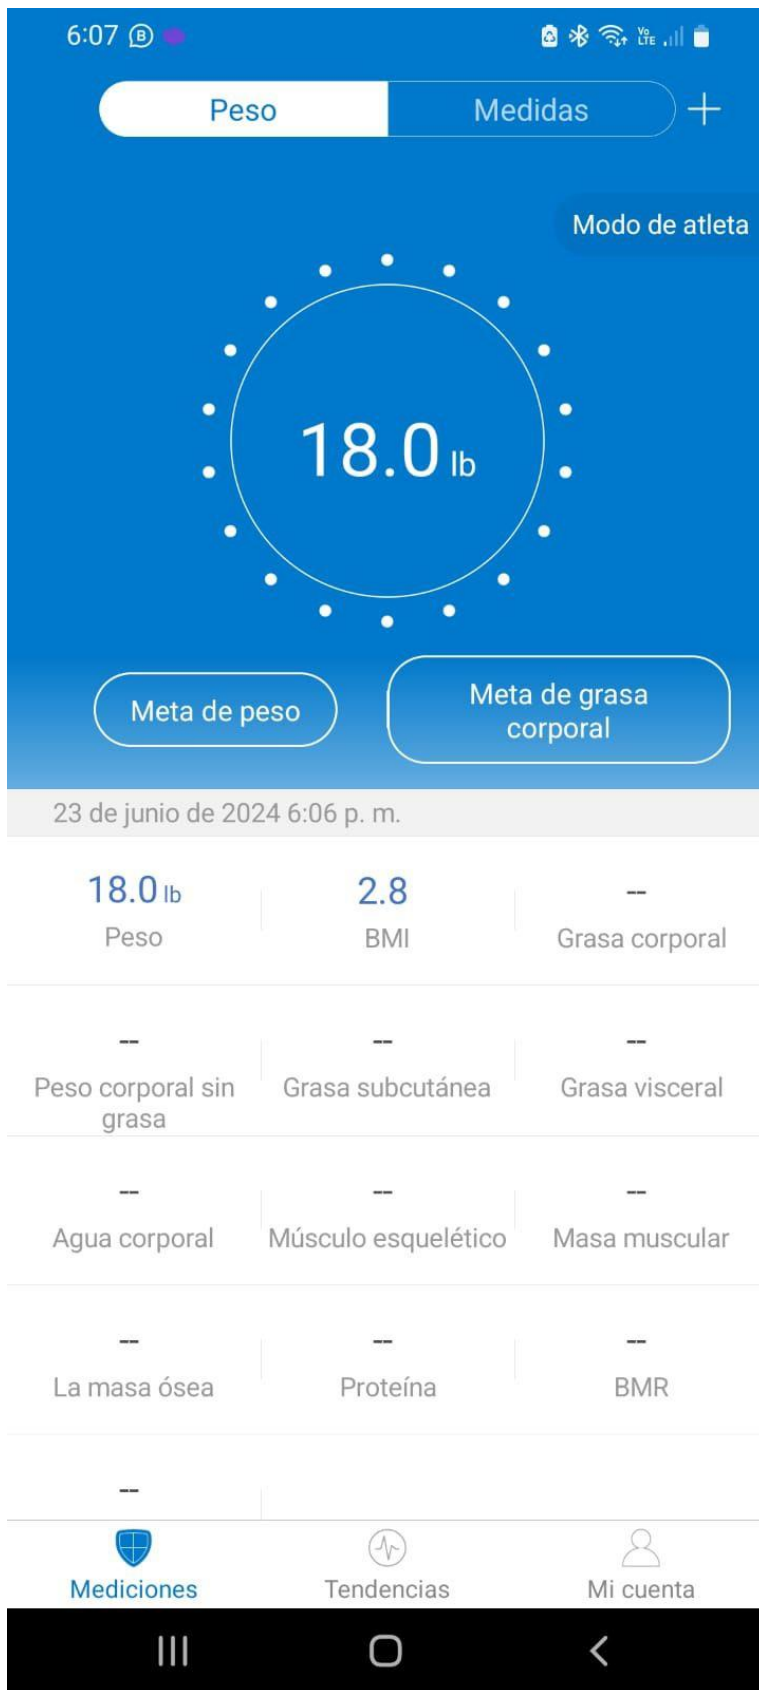 6:07 B
Vo LTE
Peso
Medidas
+
Modo de atleta
18.0 lb
Meta de peso
Meta de grasa
corporal
23 de junio de 2024 6:06 p. m.
18.0 lb
2.8
--
Peso
BMI
Grasa corporal
--
--
--
Peso corporal sin
grasa
Grasa subcutánea
Grasa visceral
--
--
--
Agua corporal
Músculo esquelético
Masa muscular
--
--
--
La masa ósea
Proteína
BMR
--
Mediciones
Tendencias
Mi cuenta